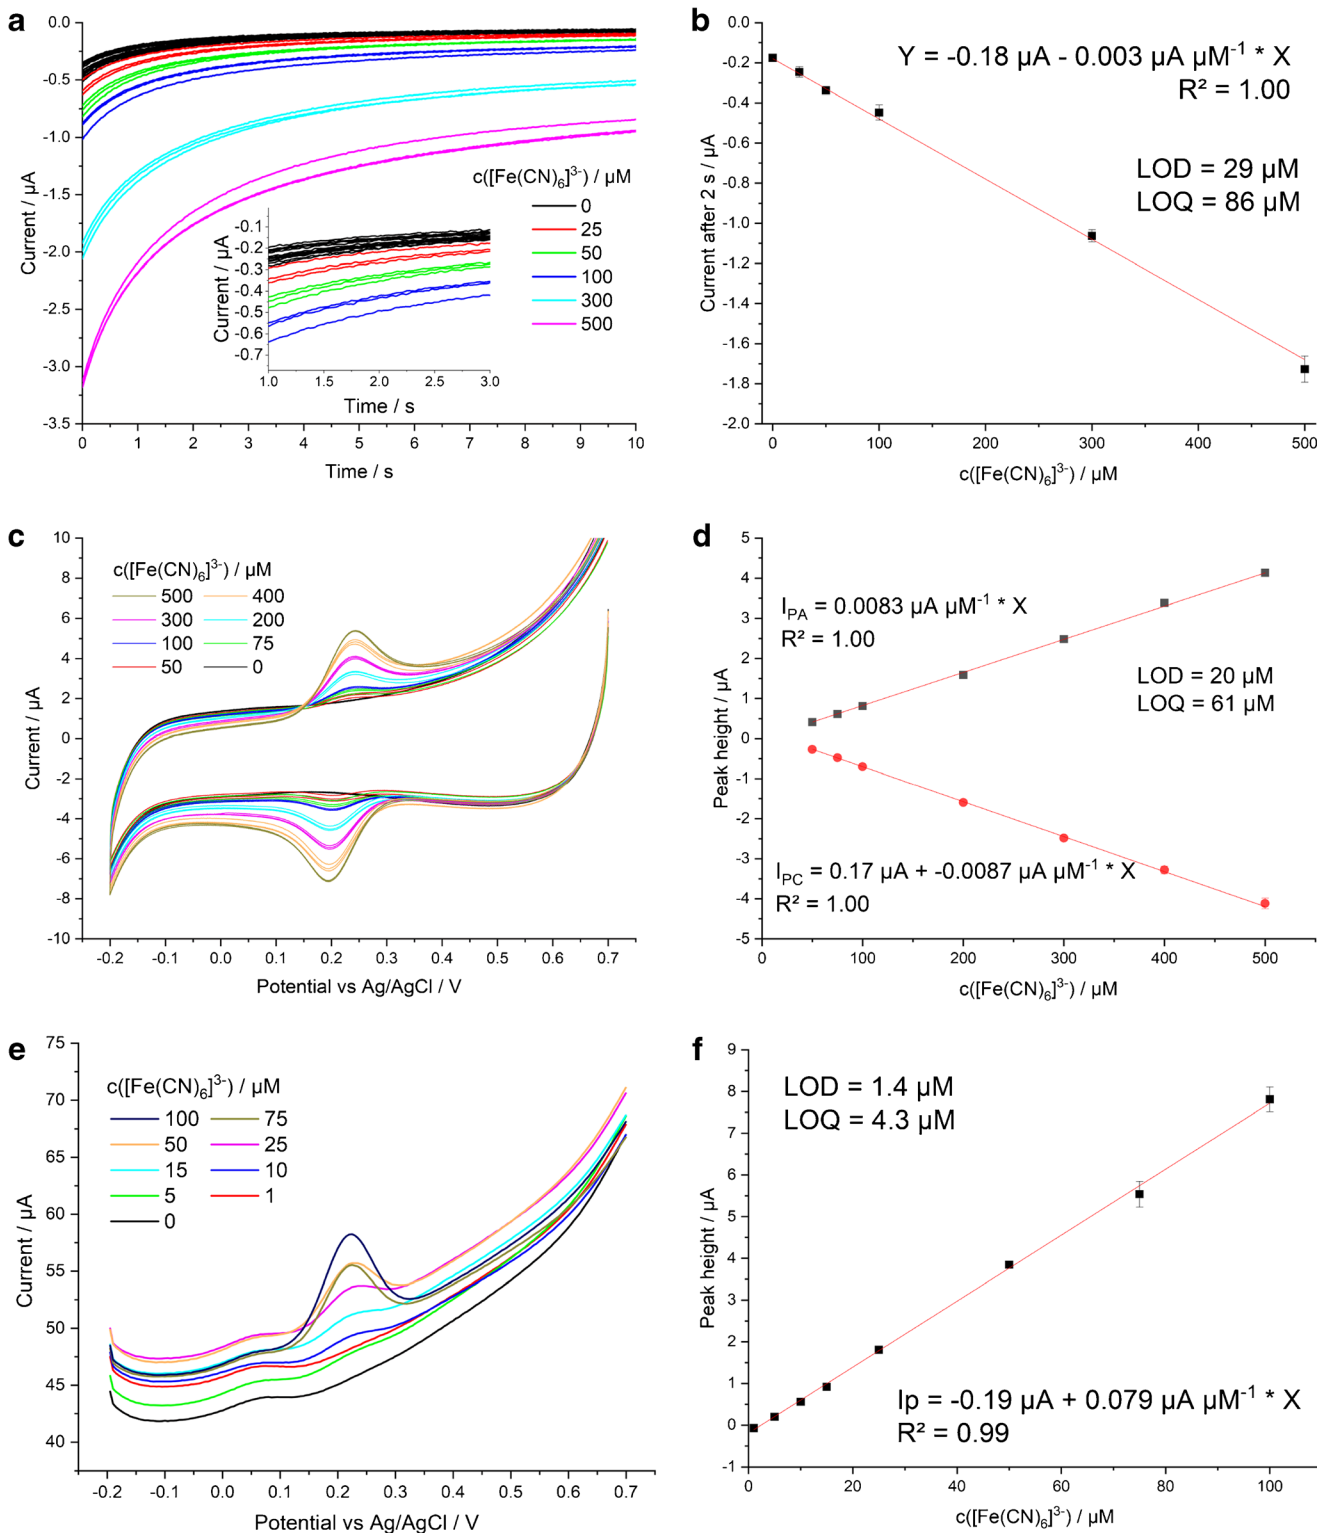 a
0.0
-0.5
-1.0
-1.5
-2.0
-2.5
-3.0
-3.5
Current / µA
0 1 2 3 4 5 6 7 8 9 10
Time / s
c([Fe(CN)₆]³⁻) / µM
0
25
50
100
300
500
-0.1
-0.2
-0.3
-0.4
-0.5
-0.6
-0.7
Current / µA
1.0 1.5 2.0 2.5 3.0
Time / s
b
0.0
-0.2
-0.4
-0.6
-0.8
-1.0
-1.2
-1.4
-1.6
-1.8
-2.0
Current after 2 s / µA
Y = -0.18 µA - 0.003 µA µM⁻¹ * X
R² = 1.00
LOD = 29 µM
LOQ = 86 µM
0 100 200 300 400 500
c([Fe(CN)₆]³⁻) / µM
c
10
8
6
4
2
0
-2
-4
-6
-8
-10
Current / µA
c([Fe(CN)₆]³⁻) / µM
500 400
300 200
100 75
50 0
-0.2 -0.1 0.0 0.1 0.2 0.3 0.4 0.5 0.6 0.7
Potential vs Ag/AgCl / V
d
5
4
3
2
1
0
-1
-2
-3
-4
-5
Peak height / µA
I_PA = 0.0083 µA µM⁻¹ * X
R² = 1.00
LOD = 20 µM
LOQ = 61 µM
I_PC = 0.17 µA + -0.0087 µA µM⁻¹ * X
R² = 1.00
0 100 200 300 400 500
c([Fe(CN)₆]³⁻) / µM
e
75
70
65
60
55
50
45
40
Current / µA
c([Fe(CN)₆]³⁻) / µM
100 75
50 25
15 10
5 1
0
-0.2 -0.1 0.0 0.1 0.2 0.3 0.4 0.5 0.6 0.7
Potential vs Ag/AgCl / V
f
9
8
7
6
5
4
3
2
1
0
-1
Peak height / µA
LOD = 1.4 µM
LOQ = 4.3 µM
Ip = -0.19 µA + 0.079 µA µM⁻¹ * X
R² = 0.99
0 20 40 60 80 100
c([Fe(CN)₆]³⁻) / µM